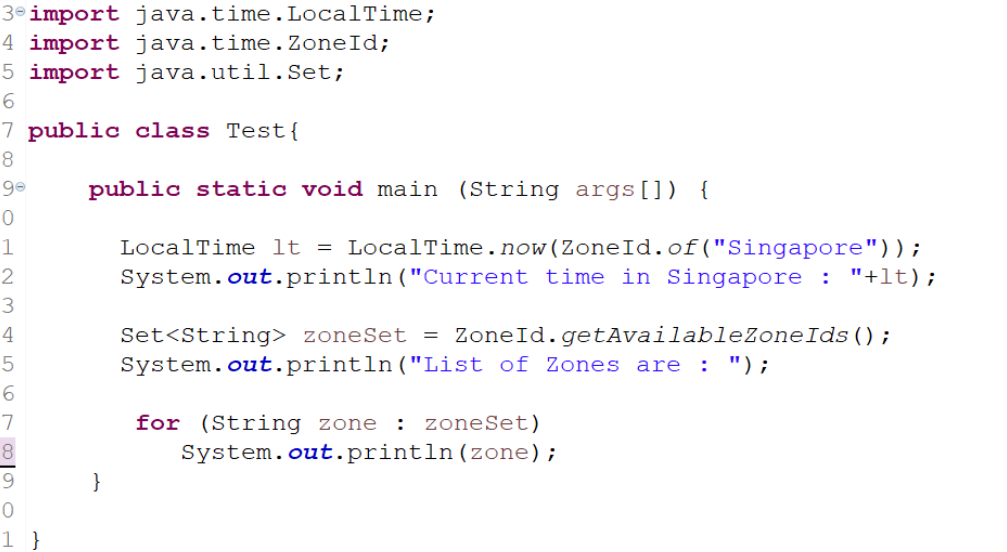 3 import java.time.LocalTime;
4 import java.time.ZoneId;
5 import java.util.Set;
6
7 public class Test{
8
9     public static void main (String args[]) {
0
1       LocalTime lt = LocalTime.now(ZoneId.of("Singapore"));
2       System.out.println("Current time in Singapore : "+lt);
3
4       Set<String> zoneSet = ZoneId.getAvailableZoneIds();
5       System.out.println("List of Zones are : ");
6
7        for (String zone : zoneSet)
8           System.out.println(zone);
9     }
0
1 }